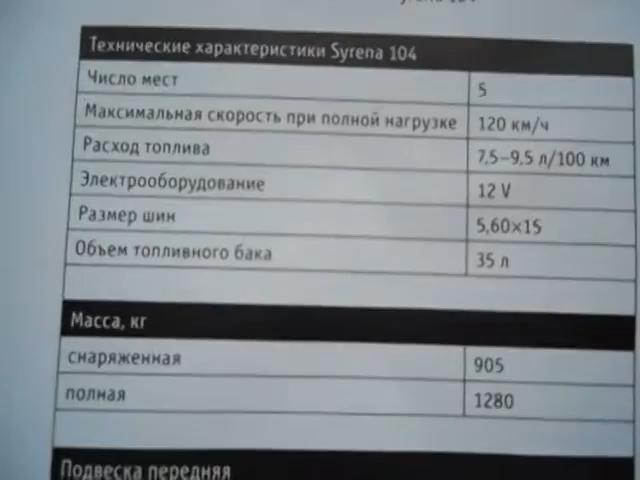 Технические характеристики Syrena 104
Число мест 5
Максимальная скорость при полной нагрузке 120 км/ч
Расход топлива 7,5–9,5 л/100 км
Электрооборудование 12 V
Размер шин 5,60×15
Объем топливного бака 35 л
Масса, кг
снаряженная 905
полная 1280
Подвеска передняя